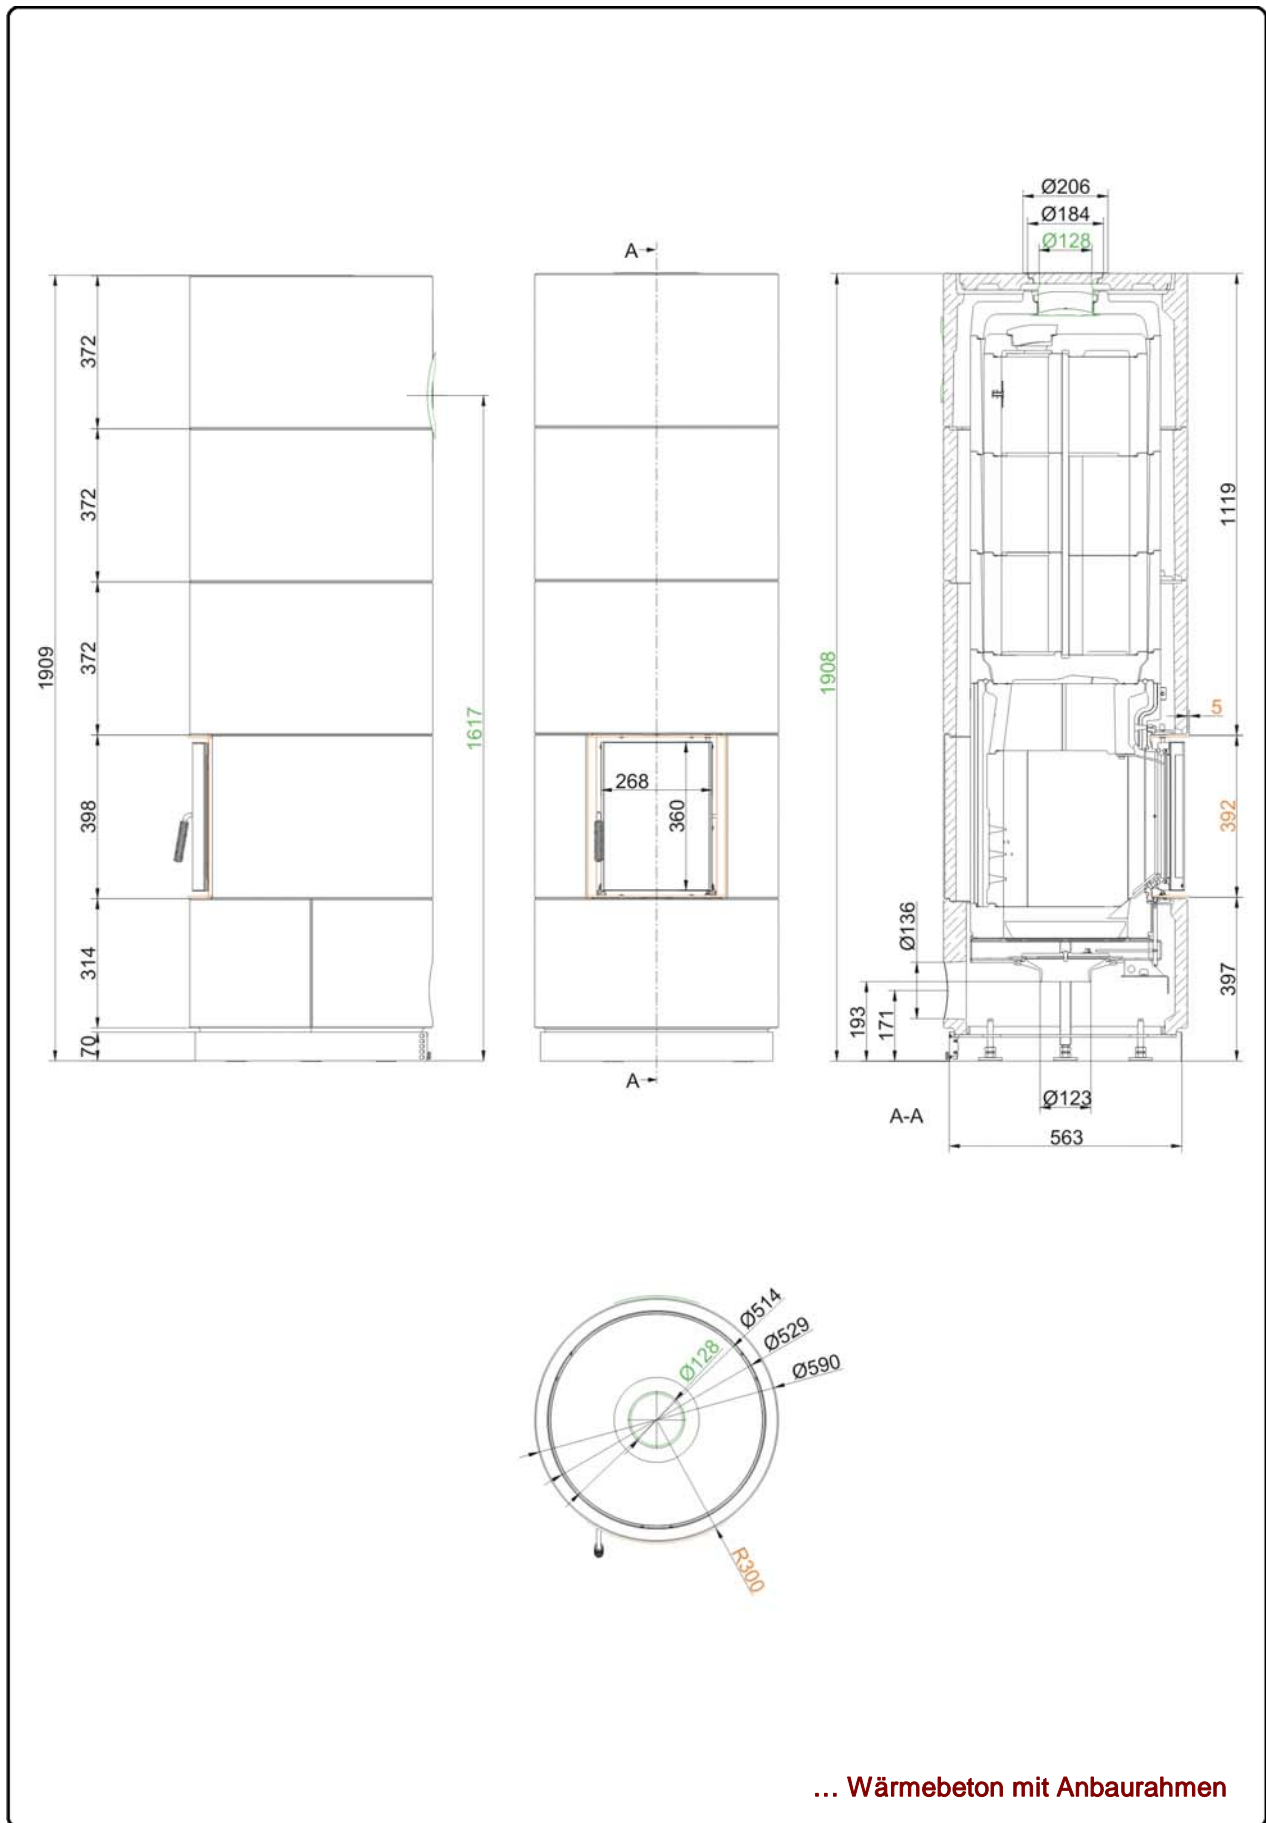 Ø206
Ø184
Ø128
A
372
372
372
398
314
70
1909
1617
268
360
A
1908
1119
5
392
397
Ø136
193
171
Ø123
A-A
563
Ø514
Ø529
Ø590
Ø128
R300
... Wärmebeton mit Anbaurahmen